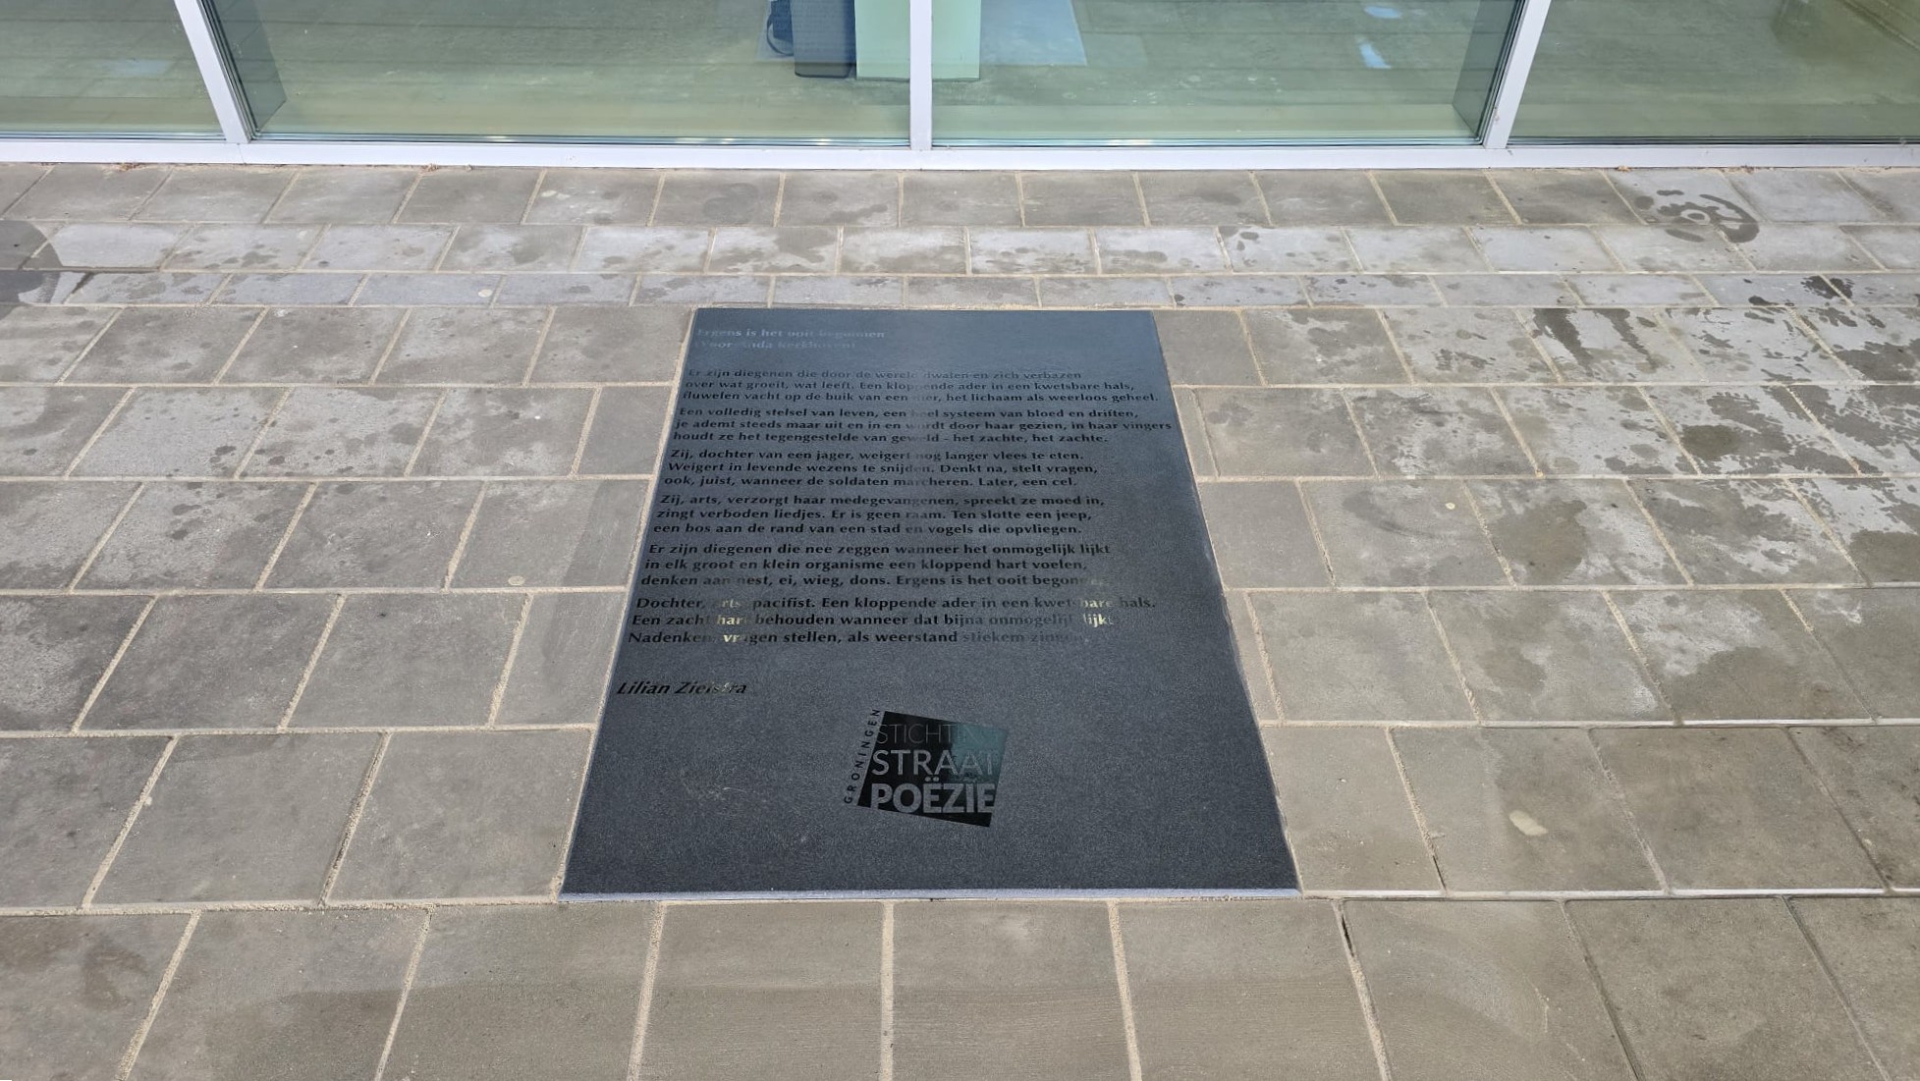 Ergens is het ooit begonnen
(Voor Linda Kerkhoven)
Er zijn diegenen die door de wereld dwalen en zich verbazen
over wat groeit, wat leeft. Een kloppende ader in een kwetsbare hals,
fluwelen vacht op de buik van een dier, het lichaam als weerloos geheel.
Een volledig stelsel van leven, een heel systeem van bloed en driften,
je ademt steeds maar uit en in en wordt door haar gezien, in haar vingers
houdt ze het tegengestelde van geweld - het zachte, het zachte.
Zij, dochter van een jager, weigert nog langer vlees te eten.
Weigert in levende wezens te snijden. Denkt na, stelt vragen,
ook, juist, wanneer de soldaten marcheren. Later, een cel.
Zij, arts, verzorgt haar medegevangenen, spreekt ze moed in,
zingt verboden liedjes. Er is geen raam. Ten slotte een jeep,
een bos aan de rand van een stad en vogels die opvliegen.
Er zijn diegenen die nee zeggen wanneer het onmogelijk lijkt
in elk groot en klein organisme een kloppend hart voelen,
denken aan nest, ei, wieg, dons. Ergens is het ooit begonnen.
Dochter, arts, pacifist. Een kloppende ader in een kwetsbare hals.
Een zacht hart behouden wanneer dat bijna onmogelijk lijkt.
Nadenken, vragen stellen, als weerstand stiekem zingen.
Lilian Zielstra
GRONINGEN
STICHTING
STRAAT
POËZIE